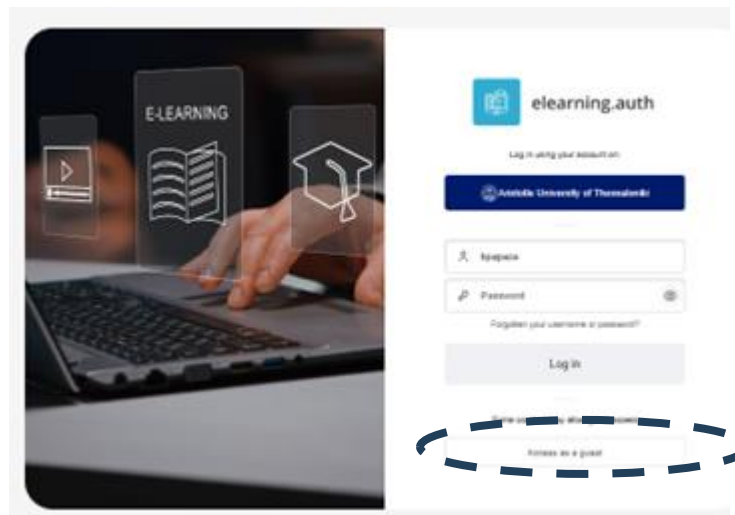 E-LEARNING
elearning.auth
Log in using your account on:
Aristotle University of Thessaloniki
Password
Forgotten your username or password?
Log in
Access as a guest